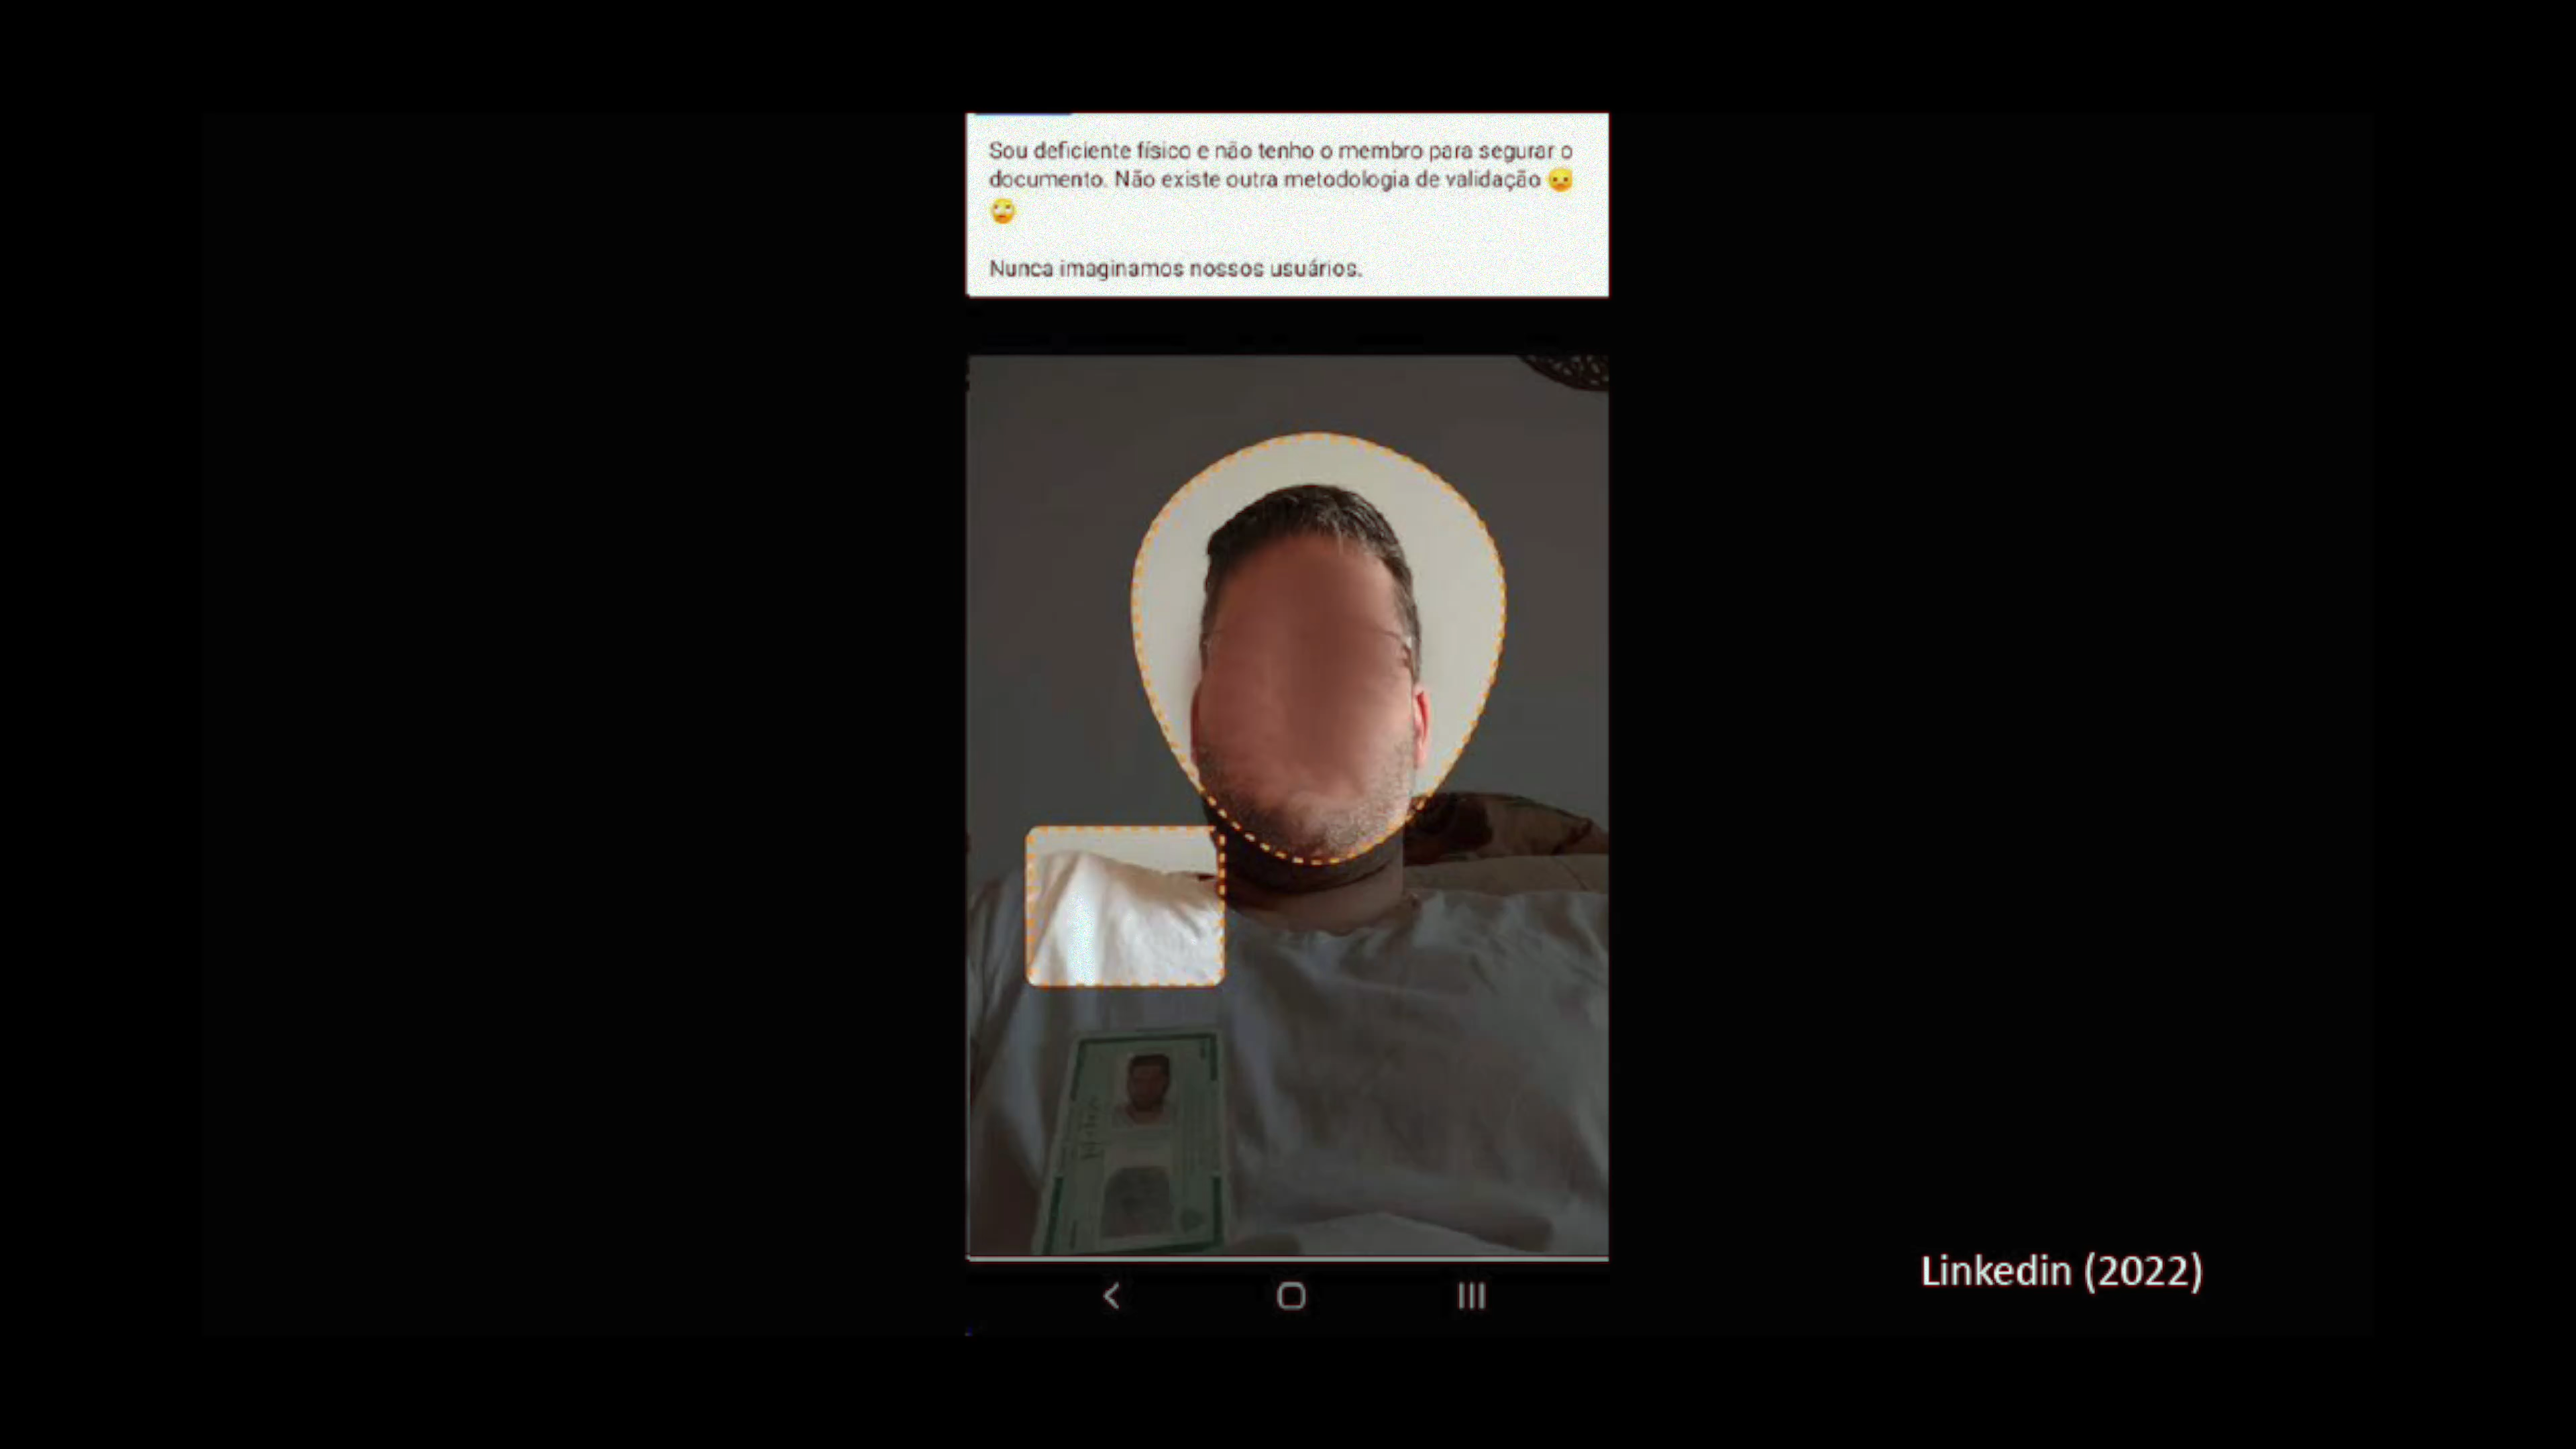 Sou deficiente físico e não tenho o membro para segurar o
documento. Não existe outra metodologia de validação 😾
🙄
Nunca imaginamos nossos usuários.
Linkedin (2022)